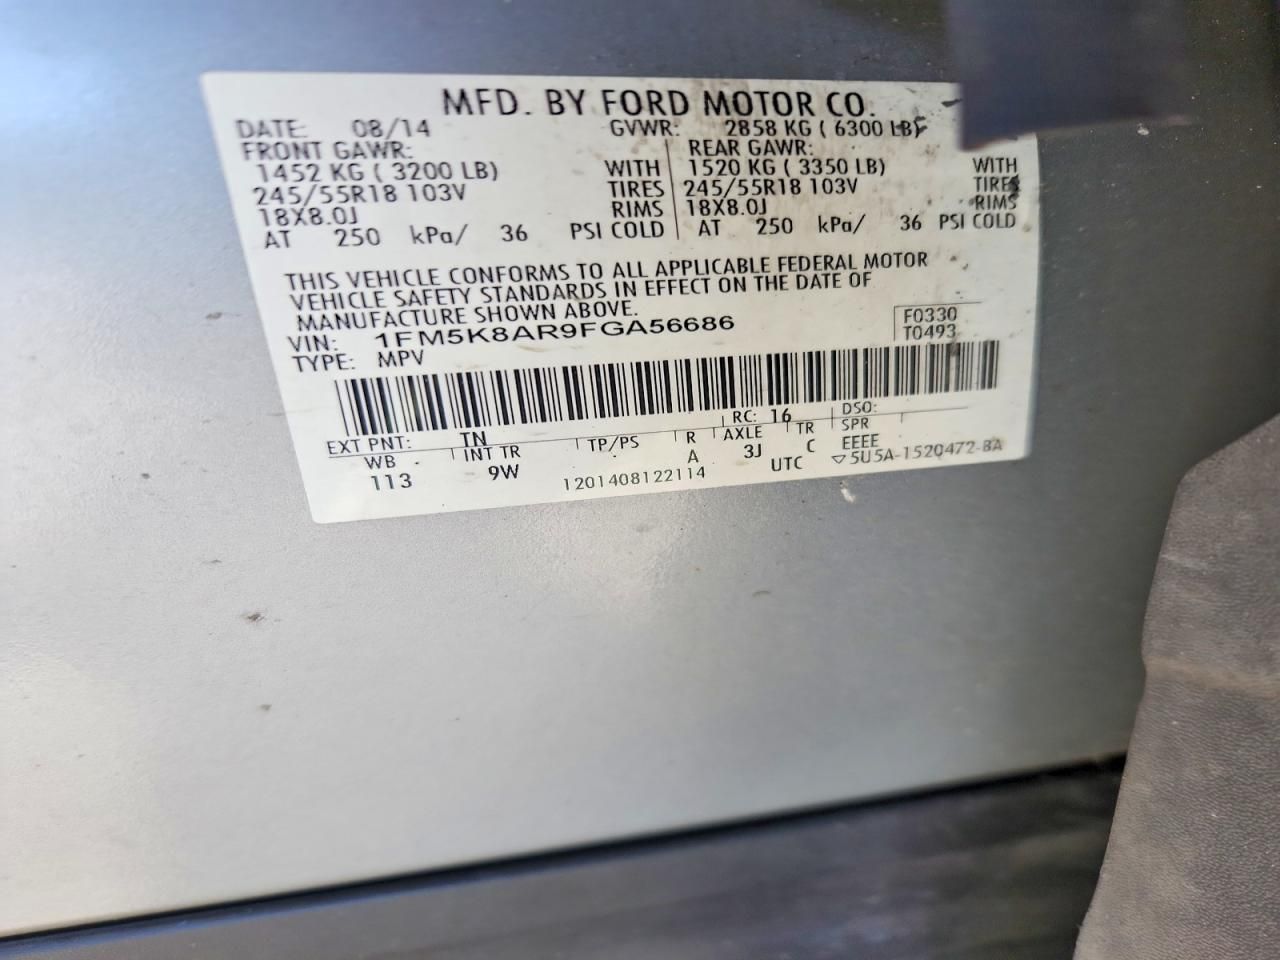 MFD. BY FORD MOTOR CO.
DATE: 08/14 GVWR: 2858 KG ( 6300 LB)
FRONT GAWR: REAR GAWR:
1452 KG ( 3200 LB) WITH 1520 KG ( 3350 LB) WITH
245/55R18 103V TIRES 245/55R18 103V TIRES
18X8.0J RIMS 18X8.0J RIMS
AT 250 kPa/ 36 PSI COLD AT 250 kPa/ 36 PSI COLD
THIS VEHICLE CONFORMS TO ALL APPLICABLE FEDERAL MOTOR
VEHICLE SAFETY STANDARDS IN EFFECT ON THE DATE OF
MANUFACTURE SHOWN ABOVE.
VIN: 1FM5K8AR9FGA56686 F0330
TYPE: MPV T0493
EXT PNT: TN RC: 16 DSO:
WB INT TR TP/PS R AXLE TR SPR
113 9W A 3J C EEEE
1201408122114 UTC ▽5U5A-1520472-BA